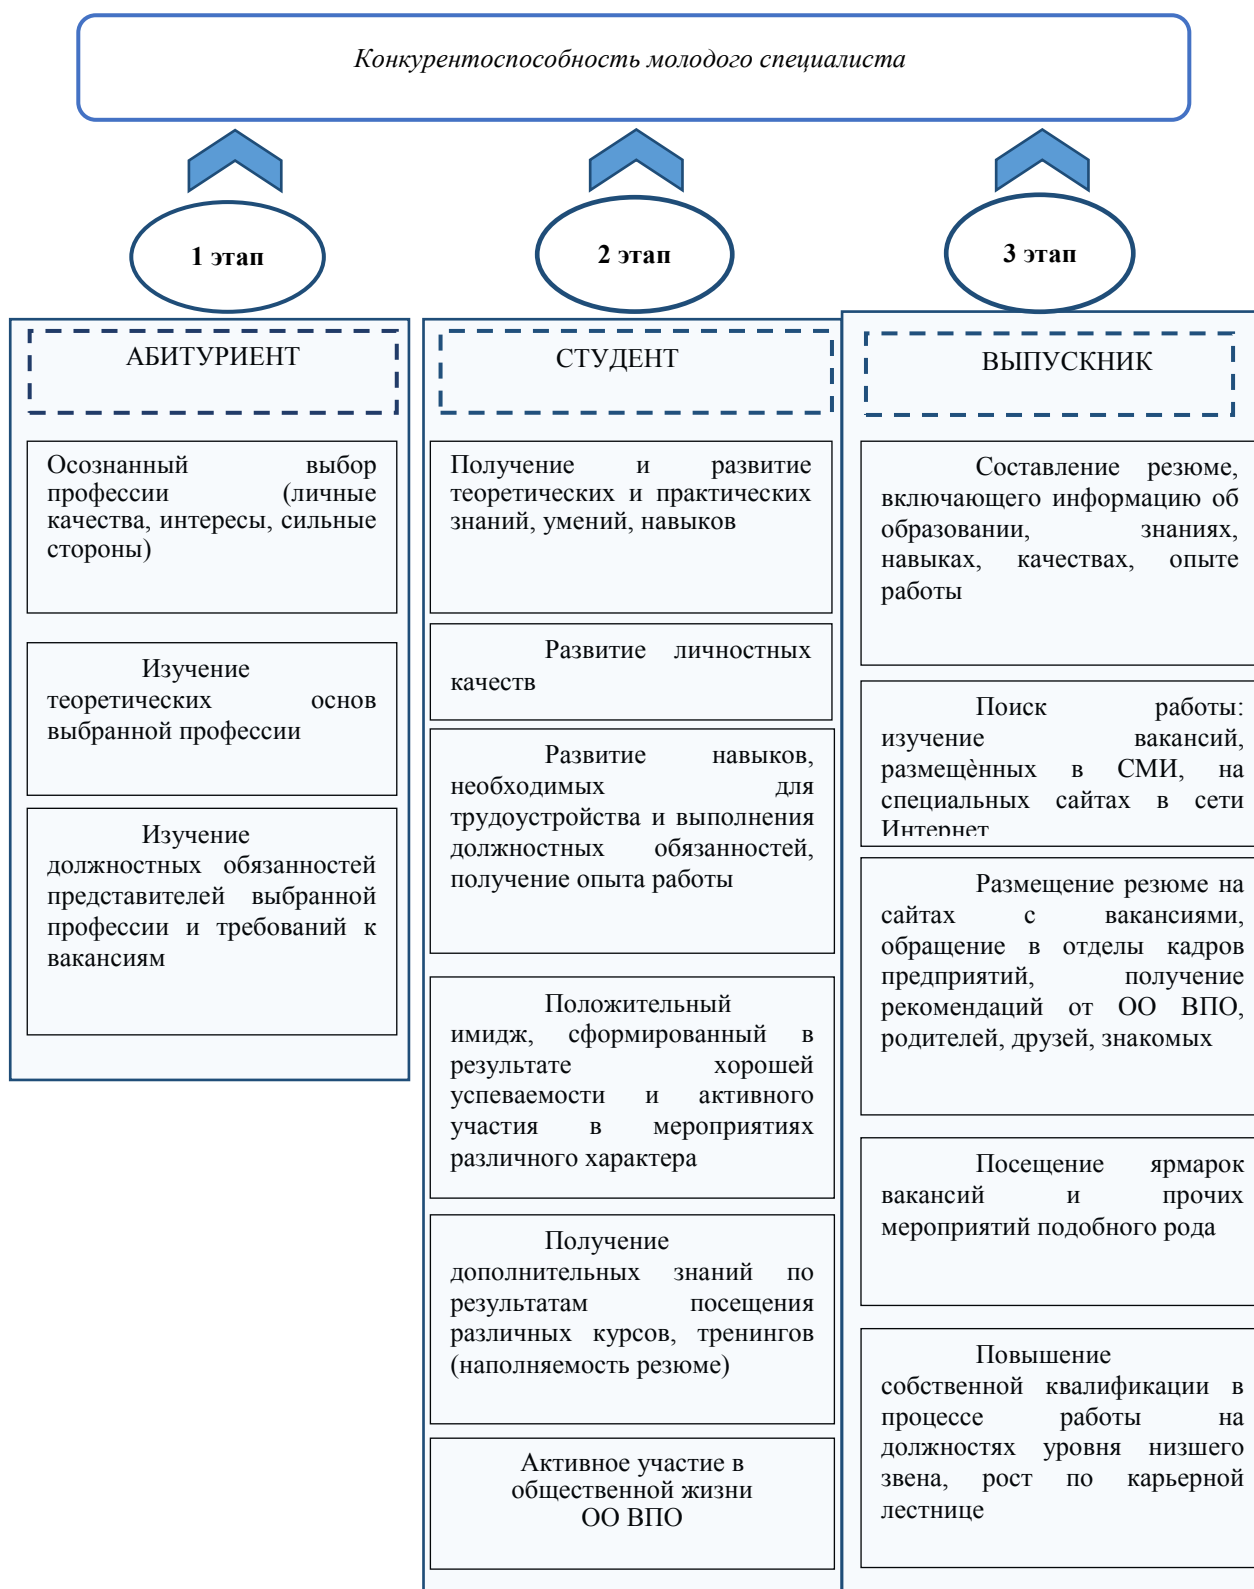 Конкурентоспособность молодого специалиста
1 этап
2 этап
3 этап
АБИТУРИЕНТ
Осознанный выбор
профессии (личные
качества, интересы, сильные
стороны)
Изучение
теоретических основ
выбранной профессии
Изучение
должностных обязанностей
представителей выбранной
профессии и требований к
вакансиям
СТУДЕНТ
Получение и развитие
теоретических и практических
знаний, умений, навыков
Развитие личностных
качеств
Развитие навыков,
необходимых для
трудоустройства и выполнения
должностных обязанностей,
получение опыта работы
Положительный
имидж, сформированный в
результате хорошей
успеваемости и активного
участия в мероприятиях
различного характера
Получение
дополнительных знаний по
результатам посещения
различных курсов, тренингов
(наполняемость резюме)
Активное участие в
общественной жизни
ОО ВПО
ВЫПУСКНИК
Составление резюме,
включающего информацию об
образовании, знаниях,
навыках, качествах, опыте
работы
Поиск работы:
изучение вакансий,
размещѐнных в СМИ, на
специальных сайтах в сети
Интернет
Размещение резюме на
сайтах с вакансиями,
обращение в отделы кадров
предприятий, получение
рекомендаций от ОО ВПО,
родителей, друзей, знакомых
Посещение ярмарок
вакансий и прочих
мероприятий подобного рода
Повышение
собственной квалификации в
процессе работы на
должностях уровня низшего
звена, рост по карьерной
лестнице